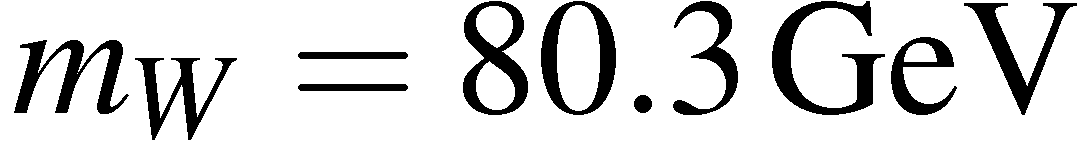 m_W = 80.3 GeV